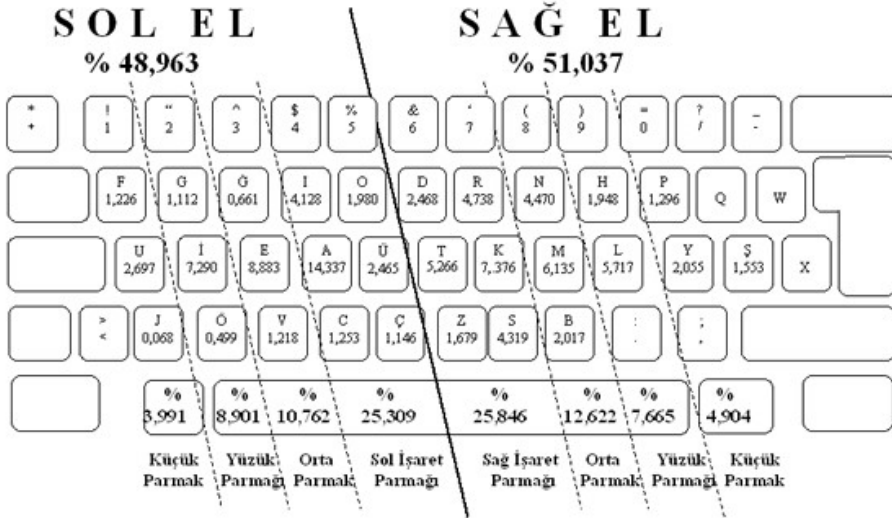 SOL EL SAĞ EL
% 48,963 % 51,037
* ! “ ^ $ % & ‘ ( ) = ? _
+ 1 2 3 4 5 6 7 8 9 0 / -
F G Ğ I O D R N H P Q W
1,226 1,112 0,661 4,128 1,980 2,468 4,738 4,470 1,948 1,296
U İ E A Ü T K M L Y Ş X
2,697 7,290 8,883 14,337 2,465 5,266 7,.376 6,135 5,717 2,055 1,553
> J Ö V C Ç Z S B : ;
< 0,068 0,499 1,218 1,253 1,146 1,679 4,319 2,017 . ,
% % % % % % % %
3,991 8,901 10,762 25,309 25,846 12,622 7,665 4,904
Küçük Yüzük Orta Sol İşaret Sağ İşaret Orta Yüzük Küçük
Parmak Parmağı Parmak Parmağı Parmağı Parmak Parmağı Parmak